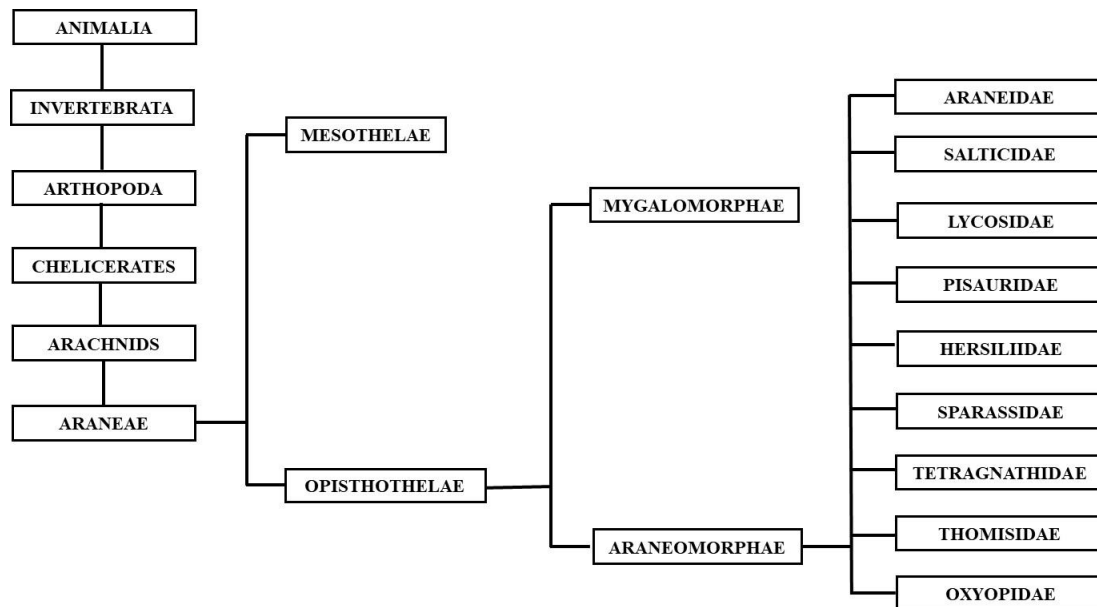 ANIMALIA
INVERTEBRATA
ARTHOPODA
CHELICERATES
ARACHNIDS
ARANEAE
MESOTHELAE
OPISTHOTHELAE
MYGALOMORPHAE
ARANEOMORPHAE
ARANEIDAE
SALTICIDAE
LYCOSIDAE
PISAURIDAE
HERSILIIDAE
SPARASSIDAE
TETRAGNATHIDAE
THOMISIDAE
OXYOPIDAE